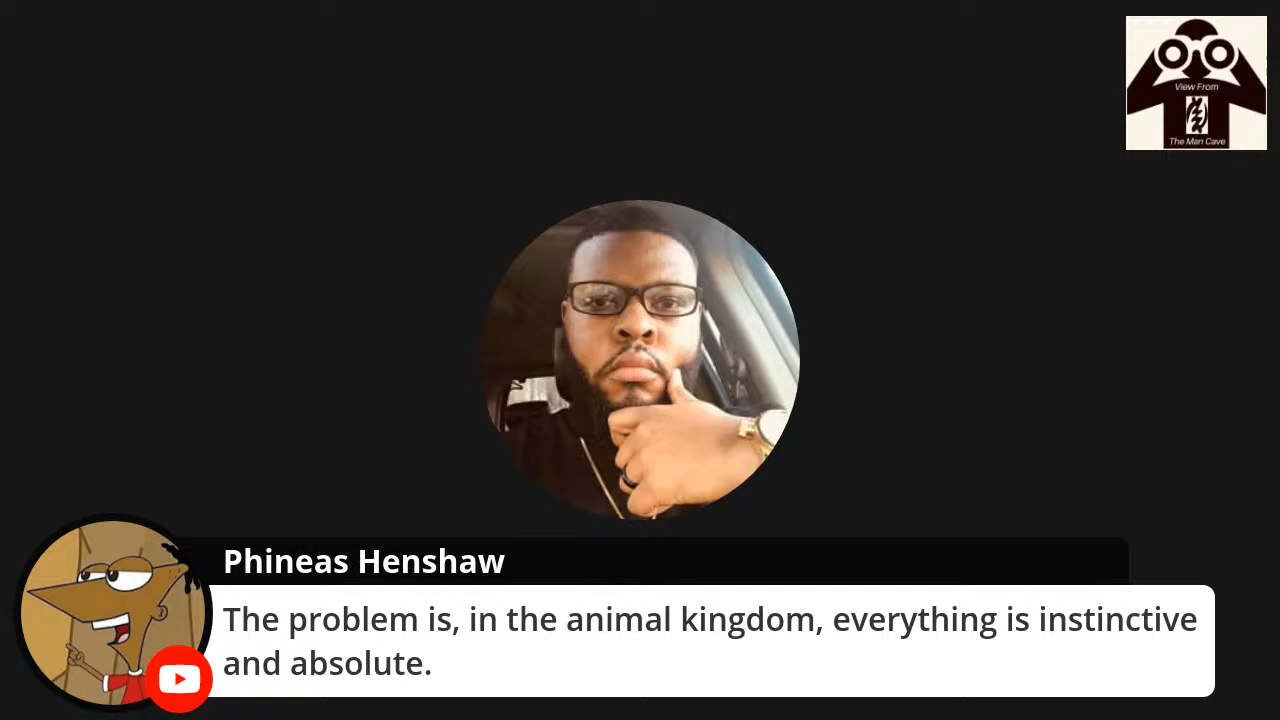 View From
The Man Cave
Phineas Henshaw
The problem is, in the animal kingdom, everything is instinctive
and absolute.